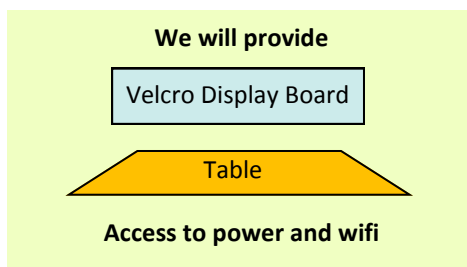 We will provide
Velcro Display Board
Table
Access to power and wifi